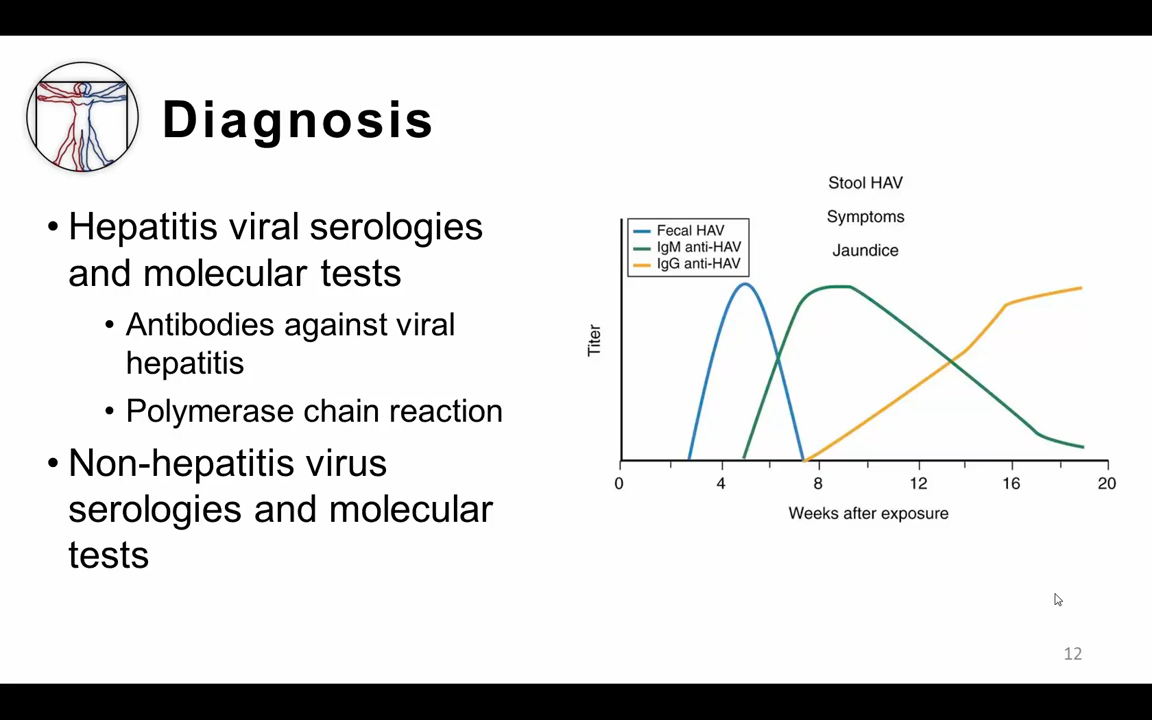 Diagnosis
• Hepatitis viral serologies
and molecular tests
• Antibodies against viral
hepatitis
• Polymerase chain reaction
• Non-hepatitis virus
serologies and molecular
tests
Stool HAV
Symptoms
Jaundice
Fecal HAV
IgM anti-HAV
IgG anti-HAV
Titer
0 4 8 12 16 20
Weeks after exposure
12